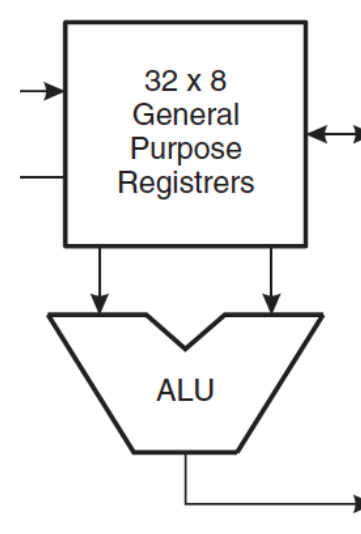 32 x 8
General
Purpose
Registrers
ALU